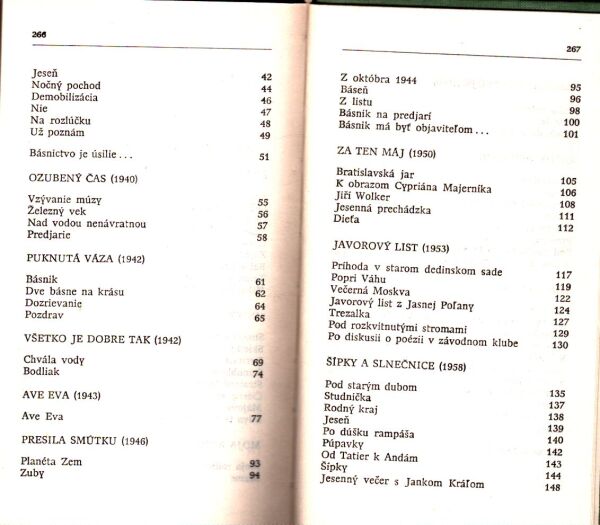 266
Jeseň 42
Nočný pochod 44
Demobilizácia 46
Nie 47
Na rozlúčku 48
Už poznám 49
Básnictvo je úsilie... 51
OZUBENÝ ČAS (1940)
Vzývanie múzy 55
Železný vek 56
Nad vodou nenávratnou 57
Predjarie 58
PUKNUTÁ VÁZA (1942)
Básnik 61
Dve básne na krásu 62
Dozrievanie 64
Pozdrav 65
VŠETKO JE DOBRE TAK (1942)
Chvála vody 69
Bodliak 74
AVE EVA (1943)
Ave Eva 77
PRESILA SMÚTKU (1946)
Planéta Zem 93
Zuby 94
267
Z októbra 1944 95
Báseň 96
Z listu 98
Básnik na predjarí 100
Básnik má byť objaviteľom... 101
ZA TEN MÁJ (1950)
Bratislavská jar 105
K obrazom Cypriána Majerníka 106
Jiří Wolker 108
Jesenná prechádzka 111
Dieťa 112
JAVOROVÝ LIST (1953)
Príhoda v starom dedinskom sade 117
Popri Váhu 119
Večerná Moskva 122
Javorový list z Jasnej Poľany 124
Trezalka 127
Pod rozkvitnutými stromami 129
Po diskusii o poézii v závodnom klube 130
ŠÍPKY A SLNEČNICE (1958)
Pod starým dubom 135
Studnička 137
Rodný kraj 138
Jeseň 139
Po dúšku rampáša 140
Púpavky 142
Od Tatier k Andám 143
Šípky 144
Jesenný večer s Jankom Kráľom 148